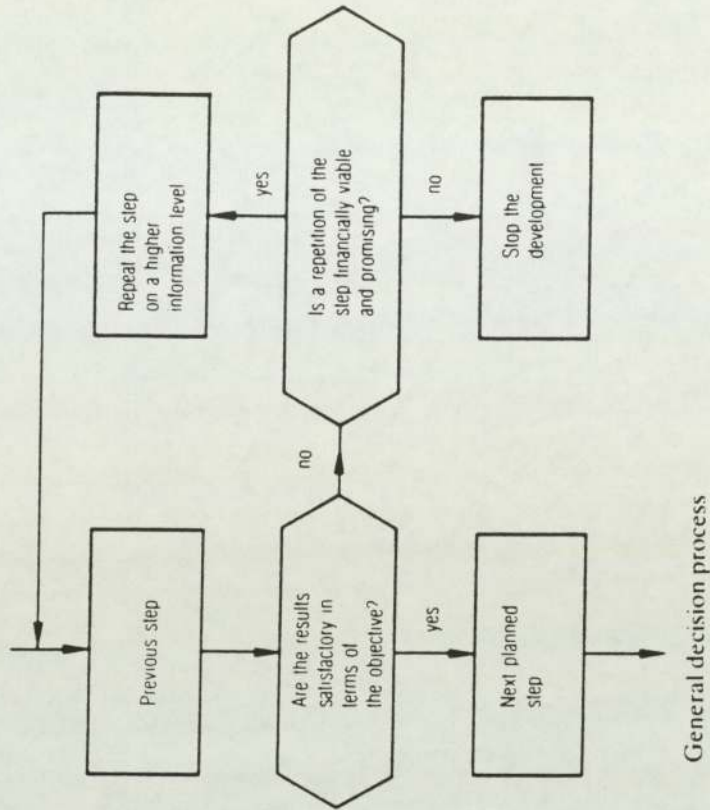 Previous step
Are the results
satisfactory in
terms of
the objective?
no
yes
Next planned
step
Repeat the step
on a higher
information level
yes
Is a repetition of the
step financially viable
and promising?
no
Stop the
development
General decision process